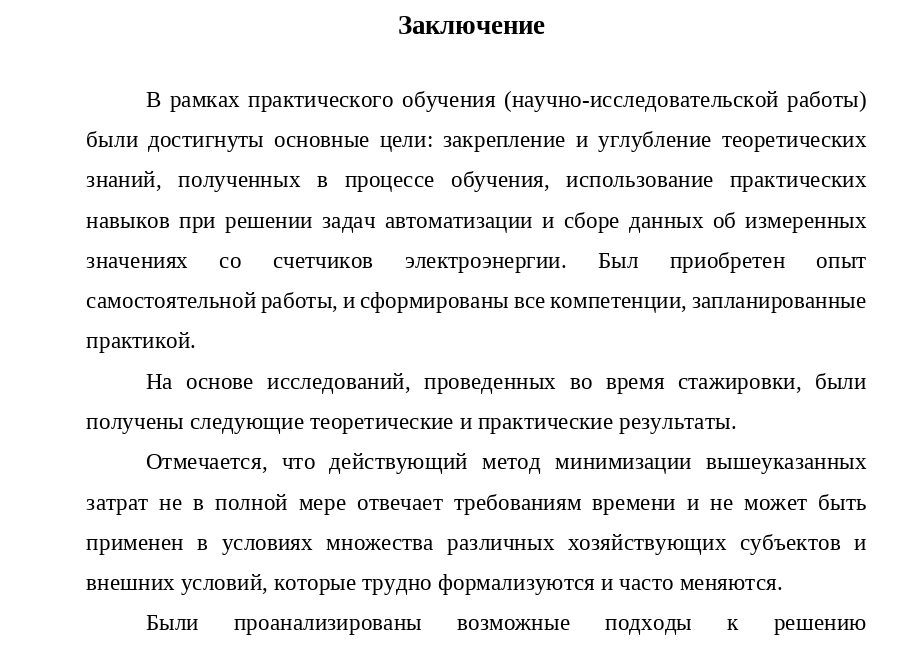 Заключение
В рамках практического обучения (научно-исследовательской работы)
были достигнуты основные цели: закрепление и углубление теоретических
знаний, полученных в процессе обучения, использование практических
навыков при решении задач автоматизации и сборе данных об измеренных
значениях со счетчиков электроэнергии. Был приобретен опыт
самостоятельной работы, и сформированы все компетенции, запланированные
практикой.
На основе исследований, проведенных во время стажировки, были
получены следующие теоретические и практические результаты.
Отмечается, что действующий метод минимизации вышеуказанных
затрат не в полной мере отвечает требованиям времени и не может быть
применен в условиях множества различных хозяйствующих субъектов и
внешних условий, которые трудно формализуются и часто меняются.
Были проанализированы возможные подходы к решению